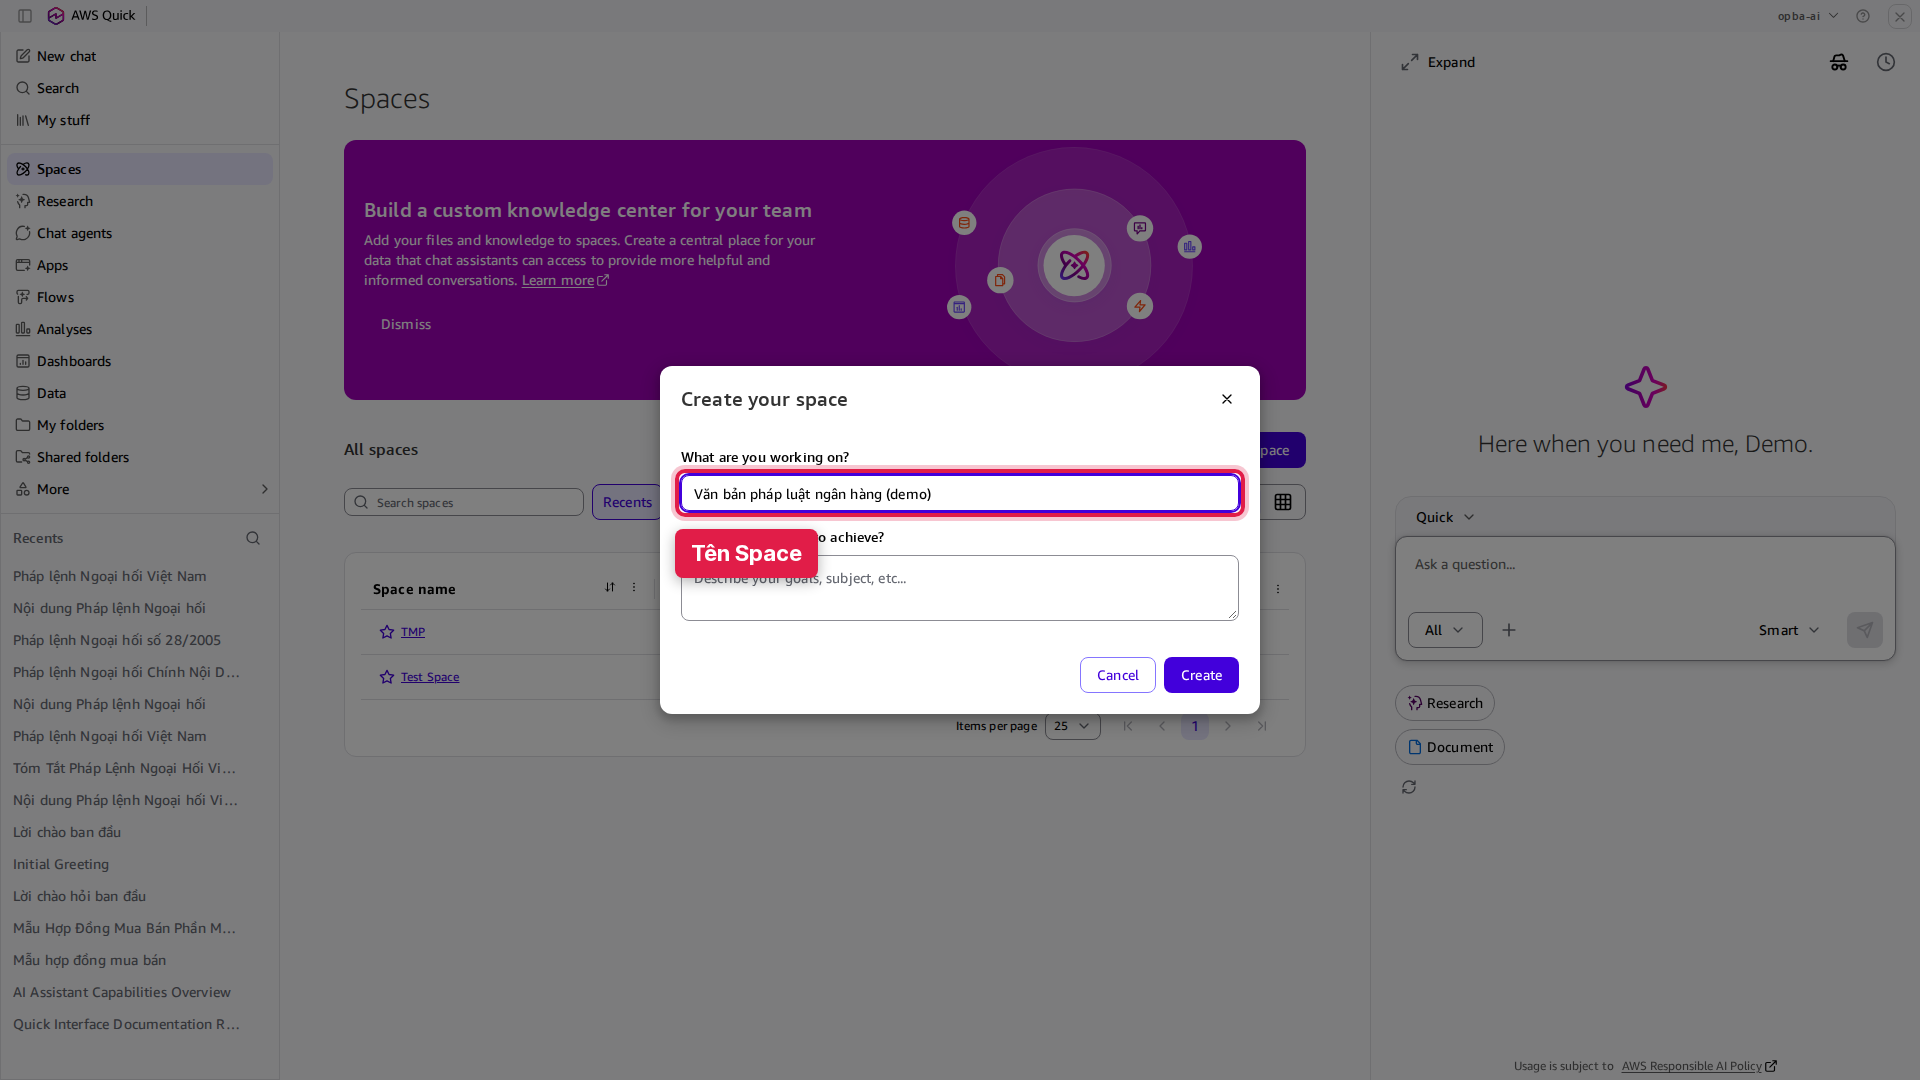 AWS Quick
opba-ai
New chat
Search
My stuff
Spaces
Research
Chat agents
Apps
Flows
Analyses
Dashboards
Data
My folders
Shared folders
More
Recents
Pháp lệnh Ngoại hối Việt Nam
Nội dung Pháp lệnh Ngoại hối
Pháp lệnh Ngoại hối số 28/2005
Pháp lệnh Ngoại hối Chính Nội D...
Nội dung Pháp lệnh Ngoại hối
Pháp lệnh Ngoại hối Việt Nam
Tóm Tắt Pháp Lệnh Ngoại Hối Vi...
Nội dung Pháp lệnh Ngoại hối Vi...
Lời chào ban đầu
Initial Greeting
Lời chào hỏi ban đầu
Mẫu Hợp Đồng Mua Bán Phần M...
Mẫu hợp đồng mua bán
AI Assistant Capabilities Overview
Quick Interface Documentation R...
Spaces
Build a custom knowledge center for your team
Add your files and knowledge to spaces. Create a central place for your
data that chat assistants can access to provide more helpful and
informed conversations. Learn more
Dismiss
All spaces
pace
Search spaces
Recents
Space name
TMP
Test Space
Items per page 25
1
Create your space
What are you working on?
Văn bản pháp luật ngân hàng (demo)
Tên Space
o achieve?
Describe your goals, subject, etc...
Cancel
Create
Expand
Here when you need me, Demo.
Quick
Ask a question...
All
Smart
Research
Document
Usage is subject to AWS Responsible AI Policy